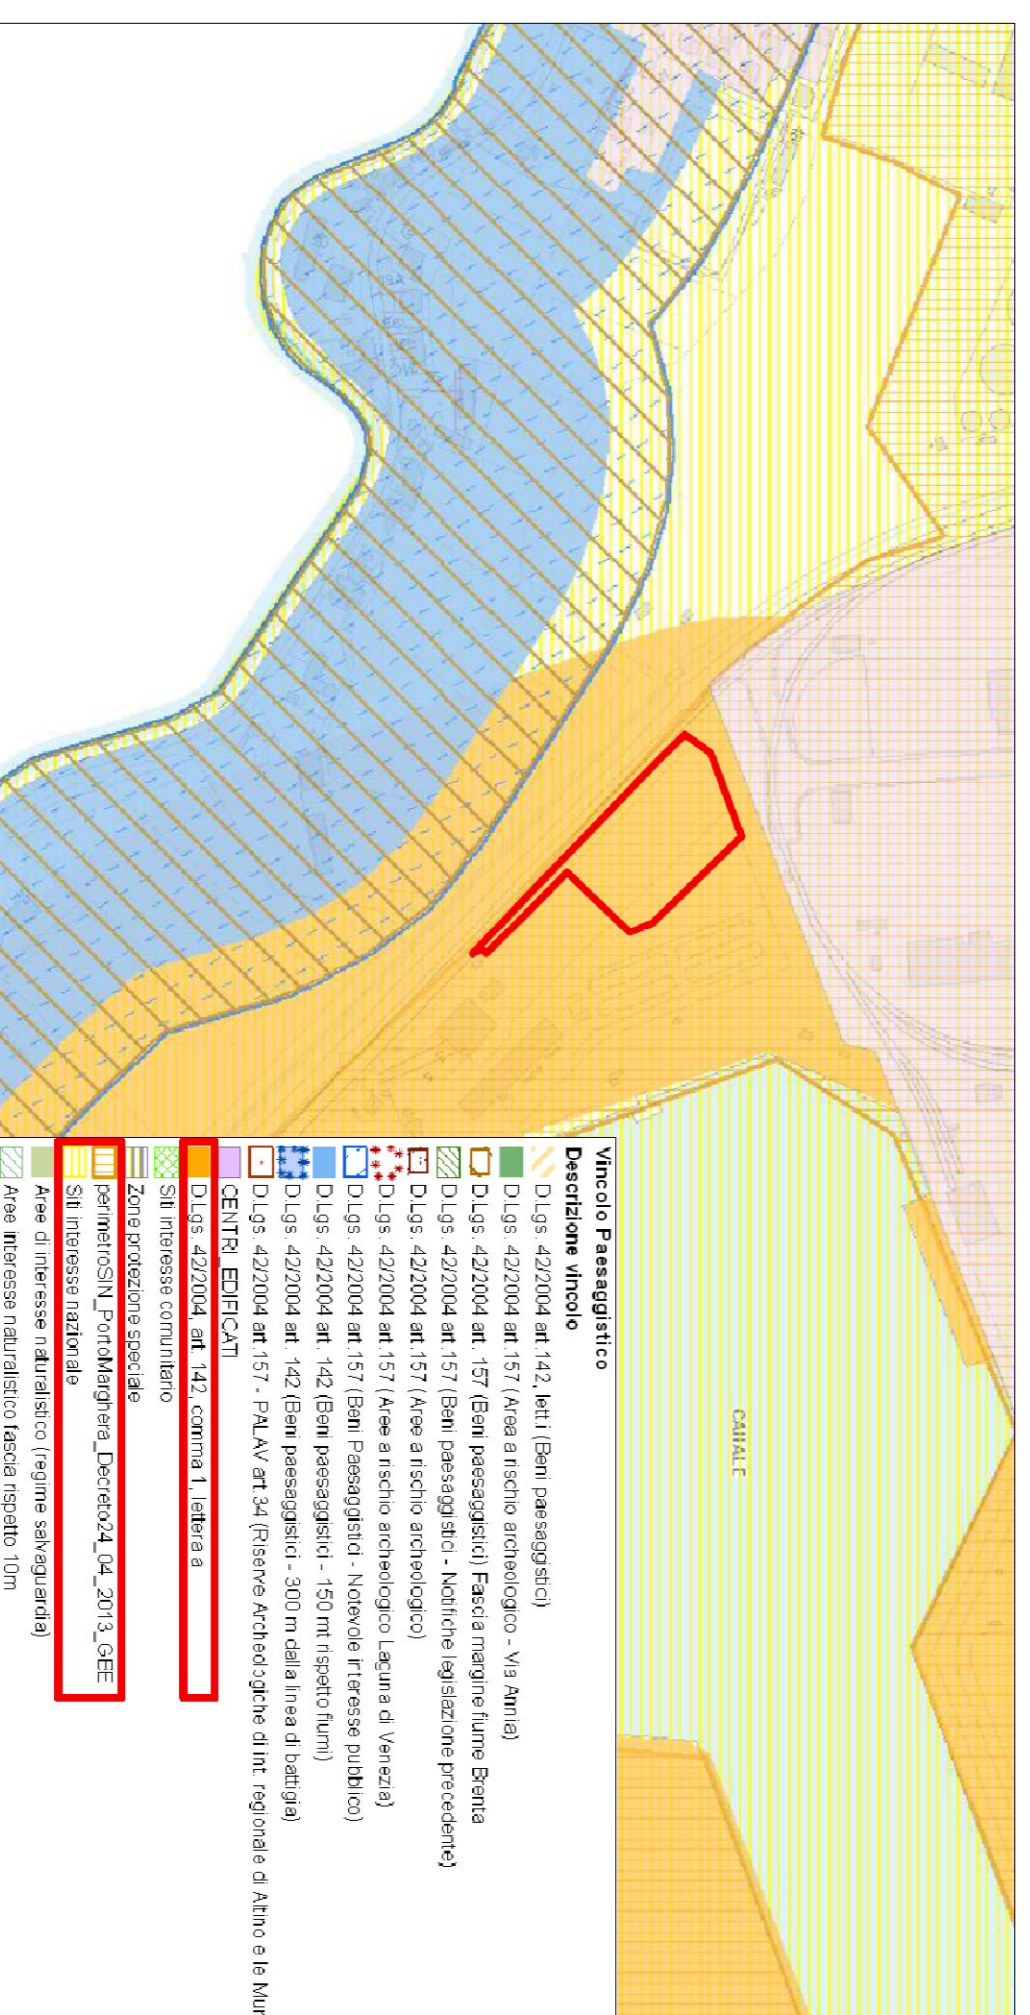 CANALE
Vincolo Paesaggistico
Descrizione vincolo
D.Lgs. 42/2004 art.142, lett.i (Beni paesaggistici)
D.Lgs. 42/2004 art.157 (Area a rischio archeologico - Via Annia)
D.Lgs. 42/2004 art. 157 (Beni paesaggistici) Fascia margine fiume Brenta
D.Lgs. 42/2004 art.157 (Beni paesaggistici - Notifiche legislazione precedente)
D.Lgs. 42/2004 art.157 (Aree a rischio archeologico)
D.Lgs. 42/2004 art.157 (Aree a rischio archeologico Laguna di Venezia)
D.Lgs. 42/2004 art.157 (Beni Paesaggistici - Notevole interesse pubblico)
D.Lgs. 42/2004 art. 142 (Beni paesaggistici - 150 mt rispetto fiumi)
D.Lgs. 42/2004 art. 142 (Beni paesaggistici - 300 m dalla linea di battigia)
D.Lgs. 42/2004 art.157 - PALAV art.34 (Riserve Archeologiche di int. regionale di Altino e le Mur
CENTRI_EDIFICATI
D.Lgs. 42/2004, art. 142, comma 1, lettera a
Siti interesse comunitario
Zone protezione speciale
perimetroSIN_PortoMarghera_Decreto24_04_2013_GEE
Siti interesse nazionale
Aree di interesse naturalistico (regime salvaguardia)
Aree interesse naturalistico fascia rispetto 10m